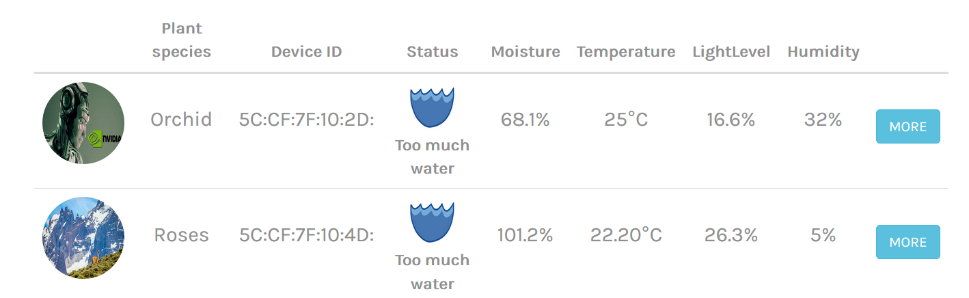 Plant species Device ID Status Moisture Temperature LightLevel Humidity
NVIDIA Orchid 5C:CF:7F:10:2D: Too much water 68.1% 25°C 16.6% 32% MORE
Roses 5C:CF:7F:10:4D: Too much water 101.2% 22.20°C 26.3% 5% MORE